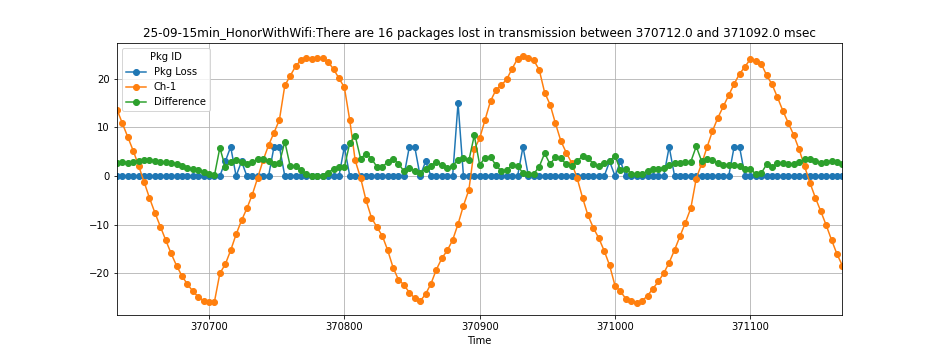 25-09-15min_HonorWithWifi:There are 16 packages lost in transmission between 370712.0 and 371092.0 msec
Pkg ID
Pkg Loss
Ch-1
Difference
20
10
0
−10
−20
370700 370800 370900 371000 371100
Time